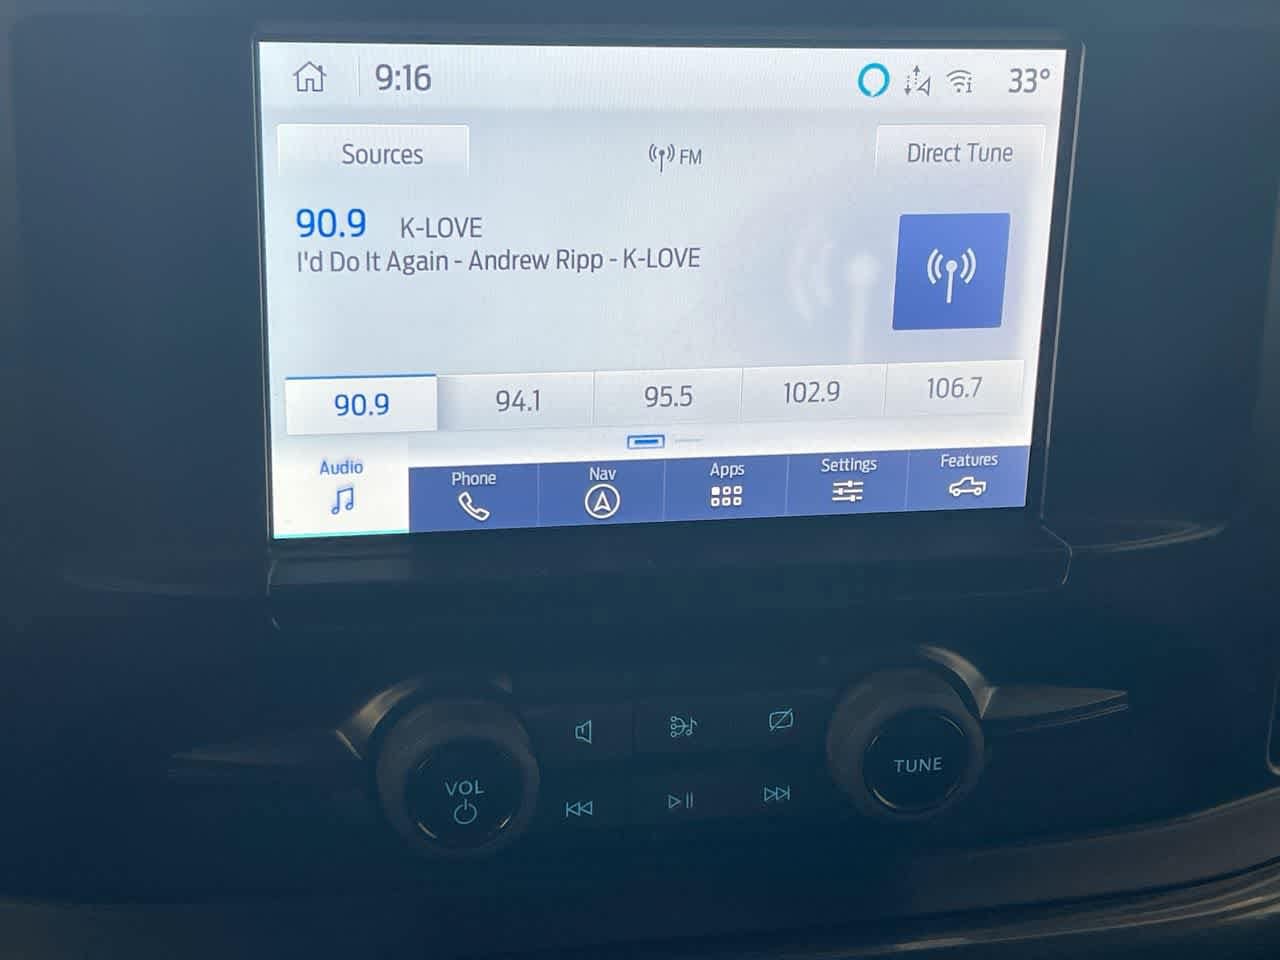 9:16 33°
Sources FM Direct Tune
90.9 K-LOVE
I'd Do It Again - Andrew Ripp - K-LOVE
90.9 94.1 95.5 102.9 106.7
Audio Phone Nav Apps Settings Features
VOL TUNE